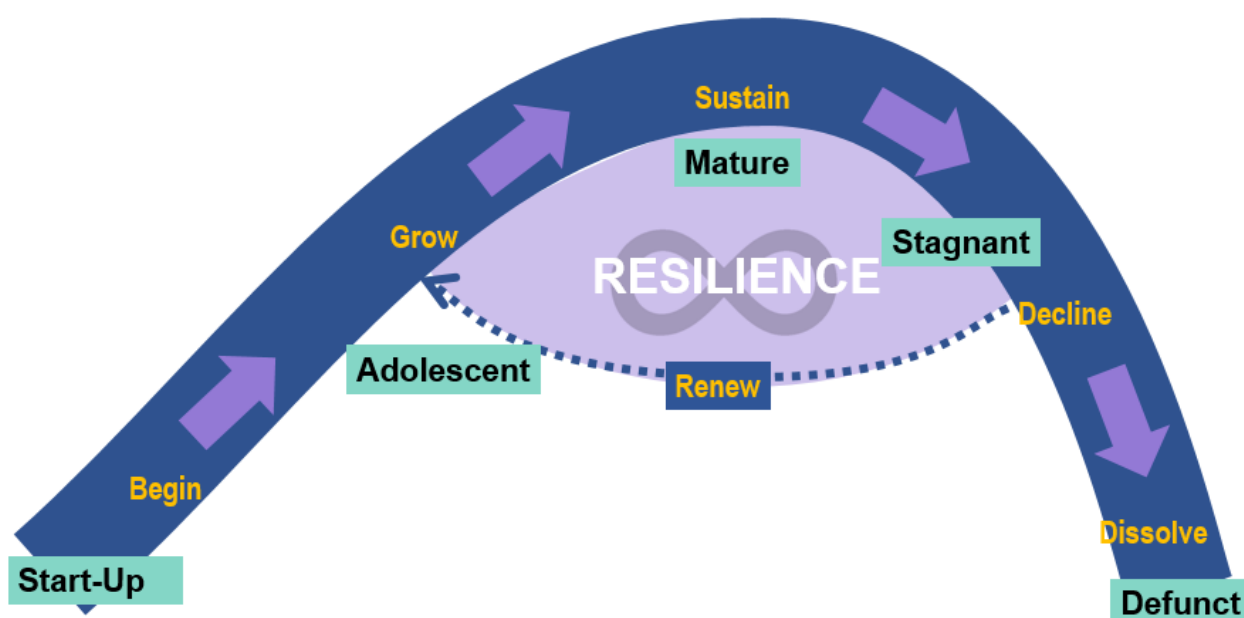 Sustain
Mature
Grow
Stagnant
RESILIENCE
Decline
Adolescent
Renew
Begin
Dissolve
Start-Up
Defunct